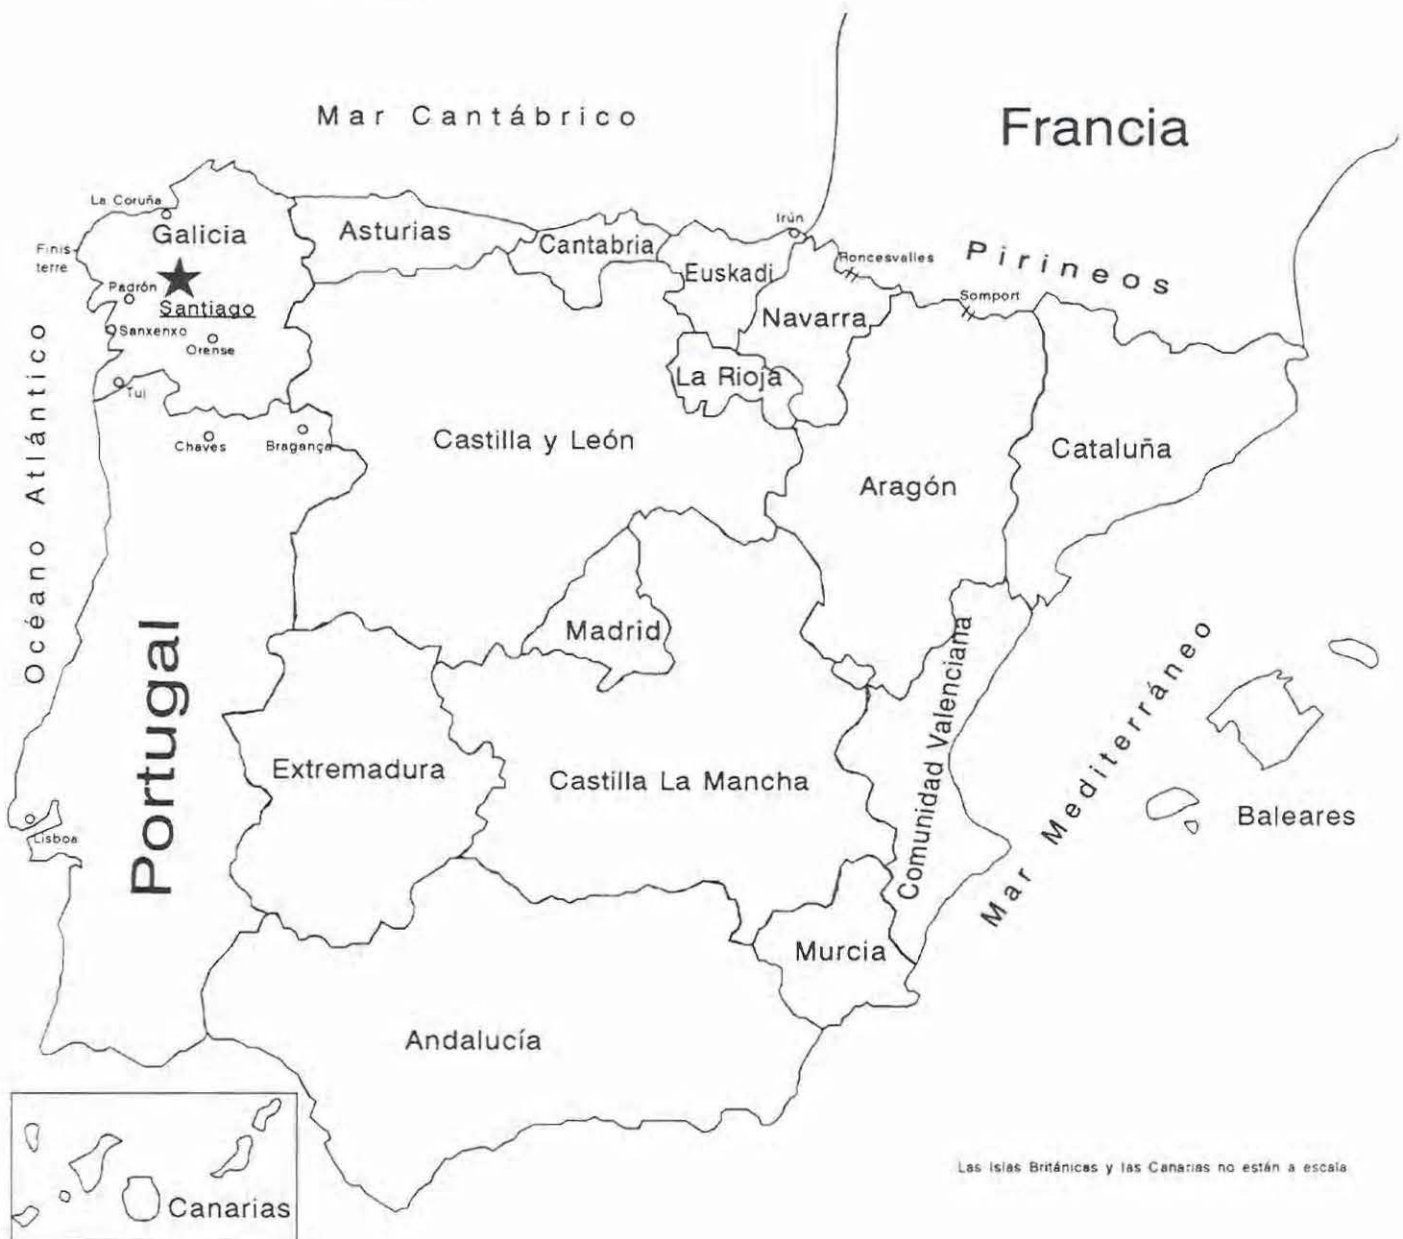 Mar Cantábrico
Francia
La Coruña
Galicia
Asturias
Cantabria
Irún
Finis
terre
Euskadi
Roncesvalles
Pirineos
Padrón
Santiago
Somport
Navarra
Sanxenxo
Orense
La Rioja
Tui
Océano Atlántico
Chaves
Bragança
Castilla y León
Cataluña
Aragón
Madrid
Portugal
Comunidad Valenciana
Mar Mediterráneo
Extremadura
Castilla La Mancha
Baleares
Lisboa
Murcia
Andalucía
Las Islas Británicas y las Canarias no están a escala
Canarias